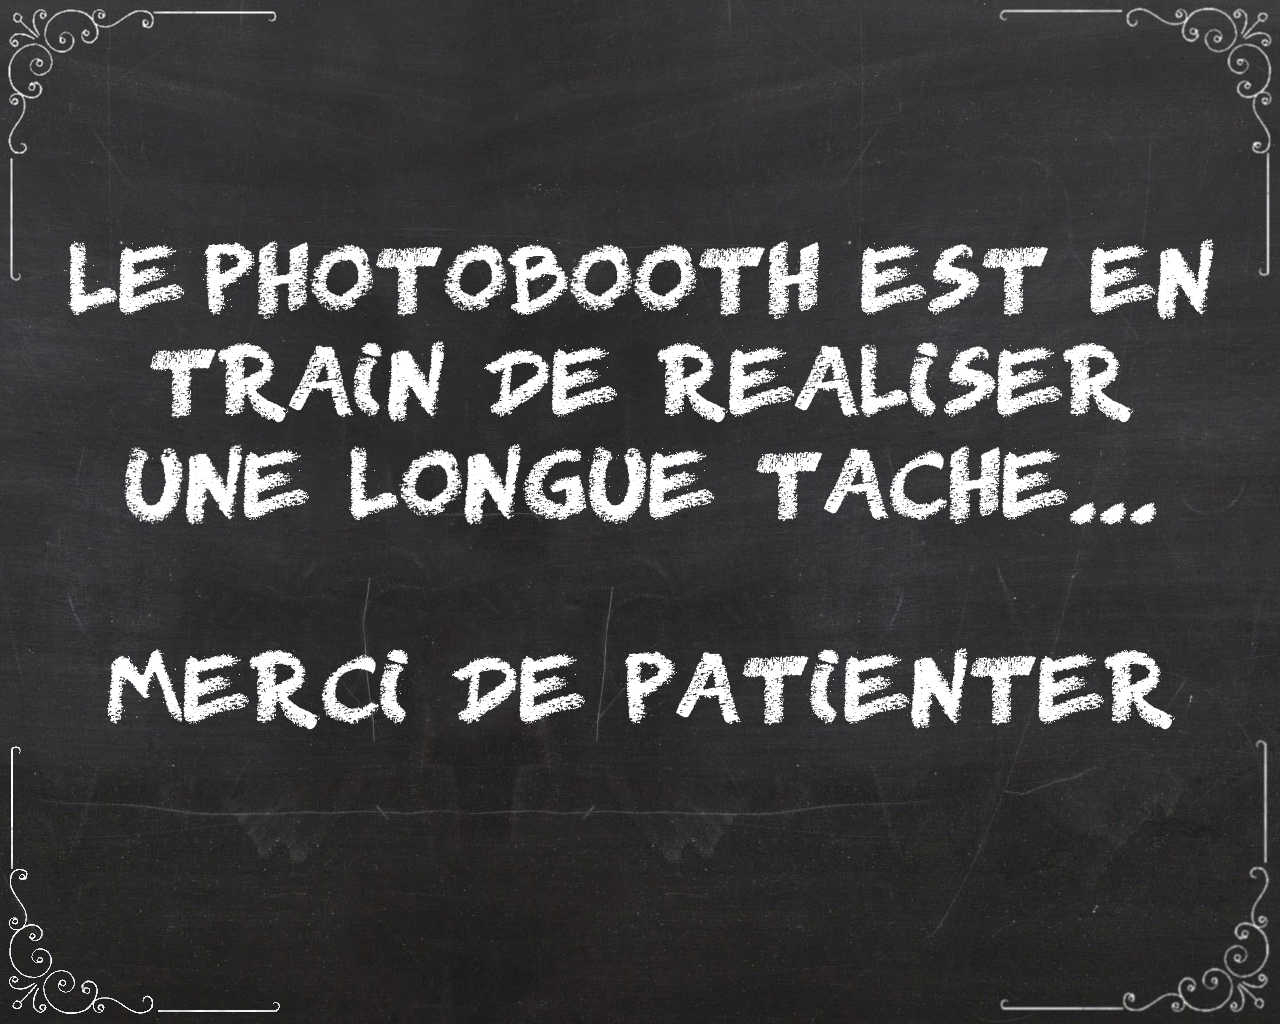 LE PHOTOBOOTH EST EN
TRAiN DE REALiSER
UNE LONGUE TACHE...
MERCi DE PATiENTER